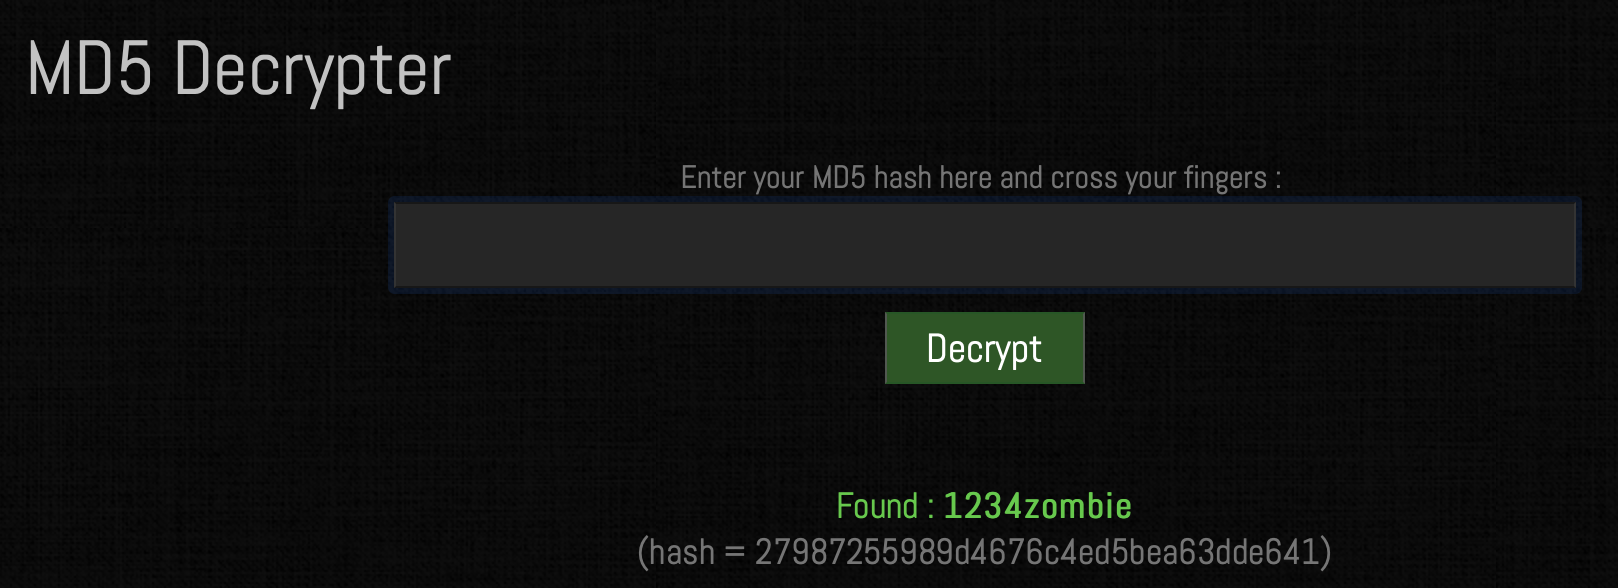 MD5 Decrypter
Enter your MD5 hash here and cross your fingers :
Decrypt
Found : 1234zombie
(hash = 27987255989d4676c4ed5bea63dde641)